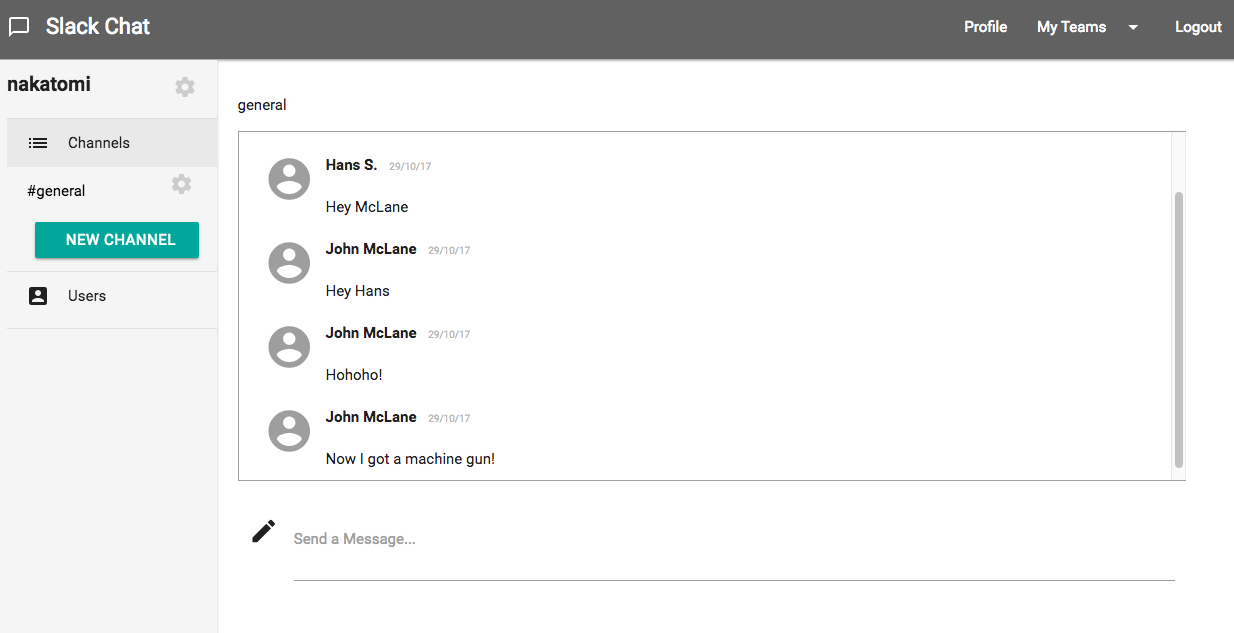 Slack Chat
Profile
My Teams
Logout
nakatomi
Channels
#general
NEW CHANNEL
Users
general
Hans S. 29/10/17
Hey McLane
John McLane 29/10/17
Hey Hans
John McLane 29/10/17
Hohoho!
John McLane 29/10/17
Now I got a machine gun!
Send a Message...